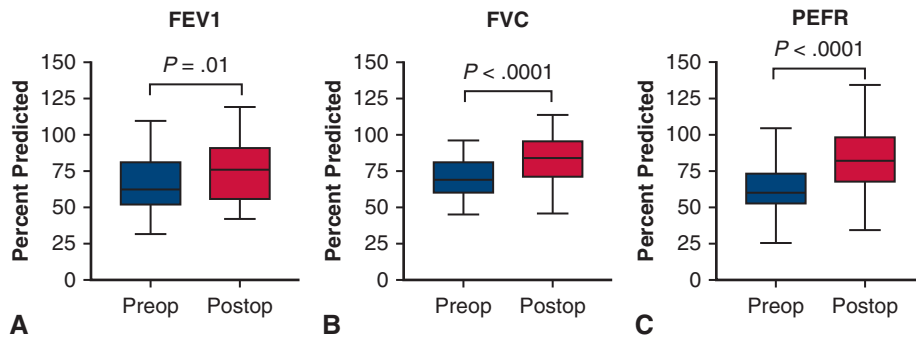 FEV1
P = .01
Percent Predicted
150
125
100
75
50
25
0
Preop Postop
A
FVC
P < .0001
Percent Predicted
150
125
100
75
50
25
0
Preop Postop
B
PEFR
P < .0001
Percent Predicted
150
125
100
75
50
25
0
Preop Postop
C